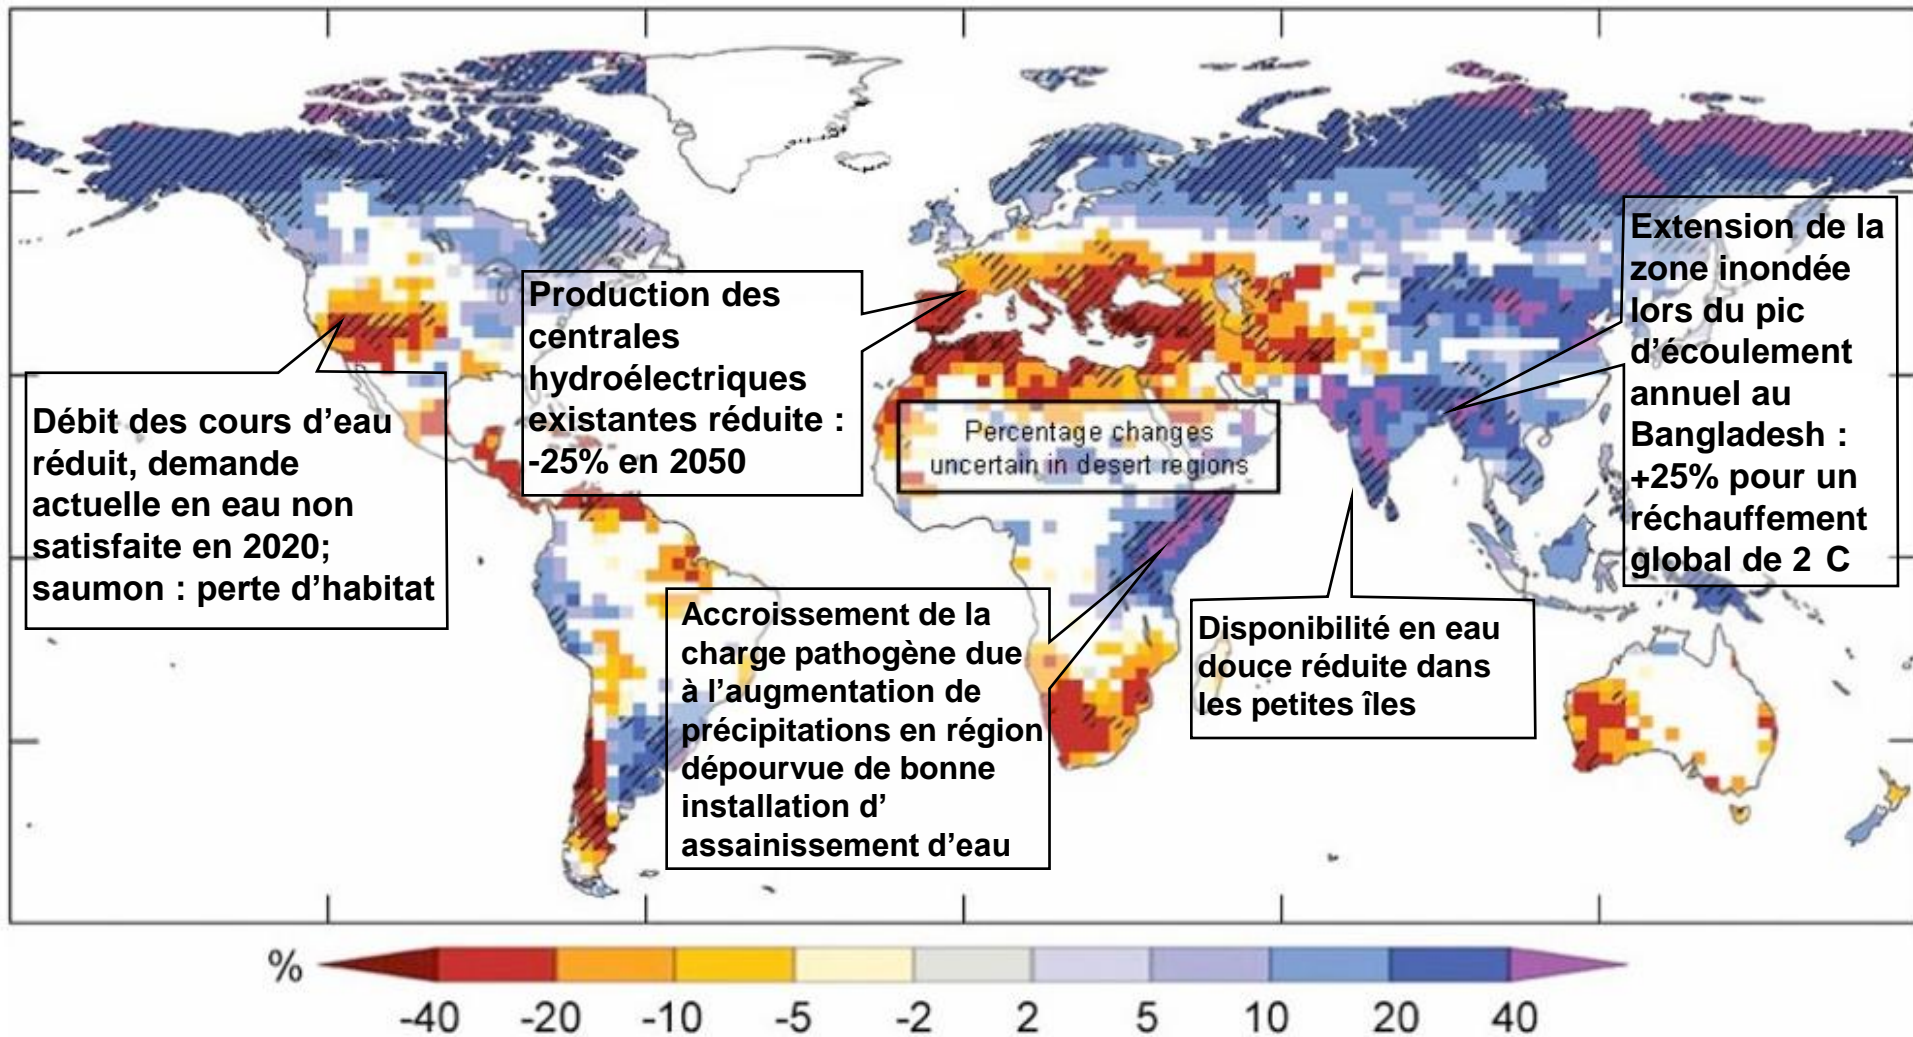 Débit des cours d’eau
réduit, demande
actuelle en eau non
satisfaite en 2020;
saumon : perte d’habitat
Production des
centrales
hydroélectriques
existantes réduite :
-25% en 2050
Percentage changes
uncertain in desert regions
Accroissement de la
charge pathogène due
à l’augmentation de
précipitations en région
dépourvue de bonne
installation d’
assainissement d’eau
Disponibilité en eau
douce réduite dans
les petites îles
Extension de la
zone inondée
lors du pic
d’écoulement
annuel au
Bangladesh :
+25% pour un
réchauffement
global de 2 C
%
-40 -20 -10 -5 -2 2 5 10 20 40